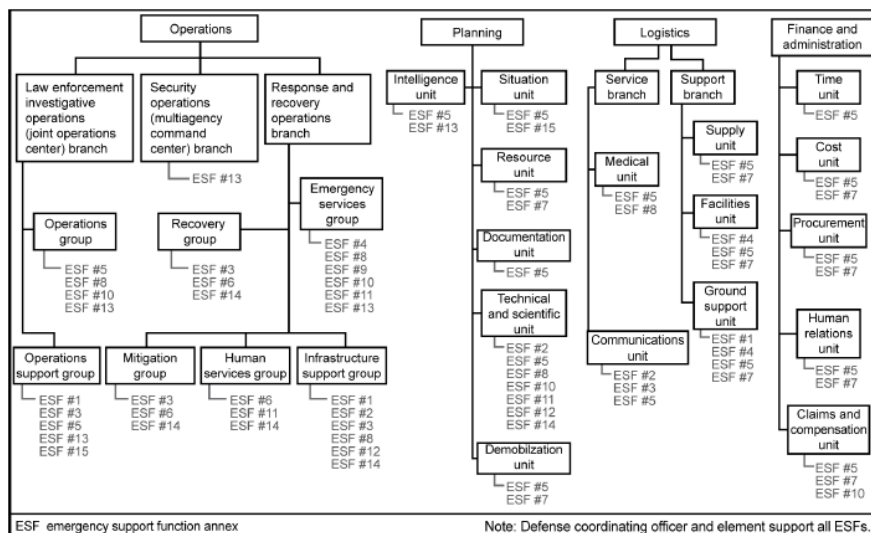 Operations
Law enforcement
investigative
operations
(joint operations
center) branch
Security
operations
(multiagency
command
center) branch
ESF #13
Response and
recovery
operations
branch
Operations
group
ESF #5
ESF #8
ESF #10
ESF #13
Recovery
group
ESF #3
ESF #6
ESF #14
Emergency
services
group
ESF #4
ESF #8
ESF #9
ESF #10
ESF #11
ESF #13
Operations
support group
ESF #1
ESF #3
ESF #5
ESF #13
ESF #15
Mitigation
group
ESF #3
ESF #6
ESF #14
Human
services group
ESF #6
ESF #11
ESF #14
Infrastructure
support group
ESF #1
ESF #2
ESF #3
ESF #8
ESF #12
ESF #14
Planning
Intelligence
unit
ESF #5
ESF #13
Situation
unit
ESF #5
ESF #15
Resource
unit
ESF #5
ESF #7
Documentation
unit
ESF #5
Technical
and scientific
unit
ESF #2
ESF #5
ESF #8
ESF #10
ESF #11
ESF #12
ESF #14
Demobilzation
unit
ESF #5
ESF #7
Logistics
Service
branch
Support
branch
Medical
unit
ESF #5
ESF #8
Communications
unit
ESF #2
ESF #3
ESF #5
Supply
unit
ESF #5
ESF #7
Facilities
unit
ESF #4
ESF #5
ESF #7
Ground
support
unit
ESF #1
ESF #4
ESF #5
ESF #7
Finance and
administration
Time
unit
ESF #5
Cost
unit
ESF #5
ESF #7
Procurement
unit
ESF #5
ESF #7
Human
relations
unit
ESF #5
ESF #7
Claims and
compensation
unit
ESF #5
ESF #7
ESF #10
ESF emergency support function annex
Note: Defense coordinating officer and element support all ESFs.